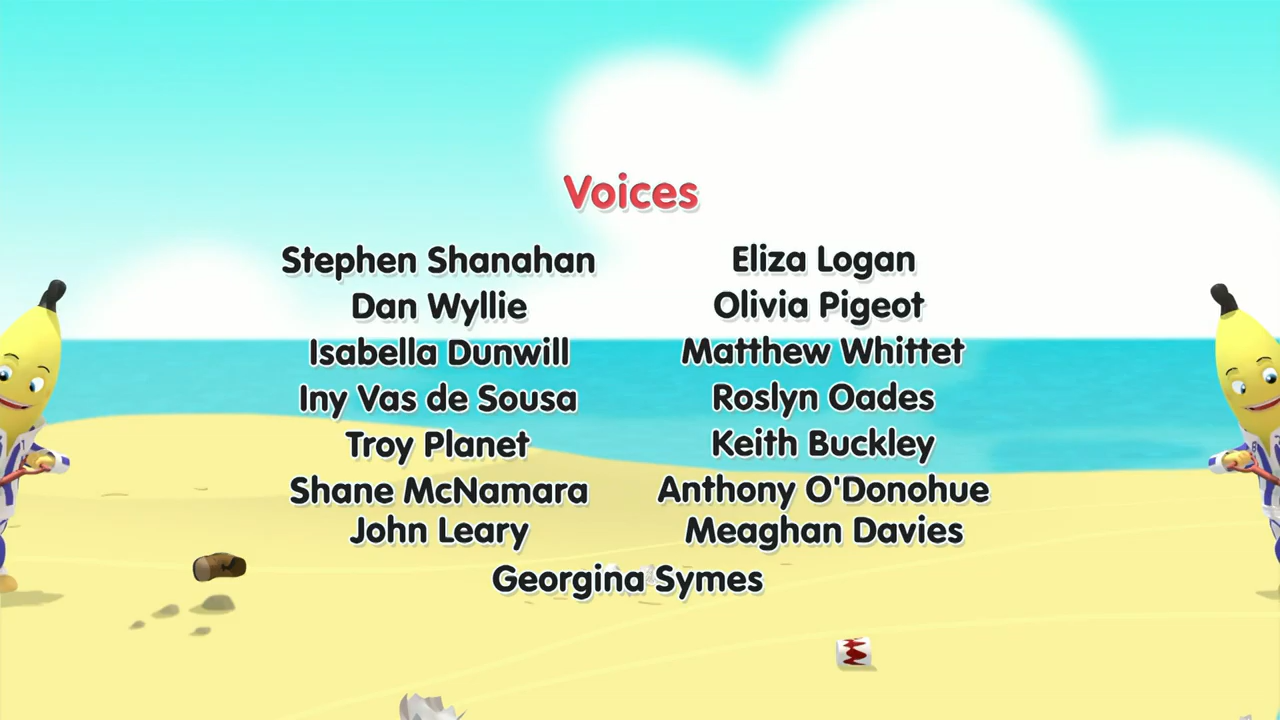 Voices
Stephen Shanahan Eliza Logan
Dan Wyllie Olivia Pigeot
Isabella Dunwill Matthew Whittet
Iny Vas de Sousa Roslyn Oades
Troy Planet Keith Buckley
Shane McNamara Anthony O'Donohue
John Leary Meaghan Davies
Georgina Symes